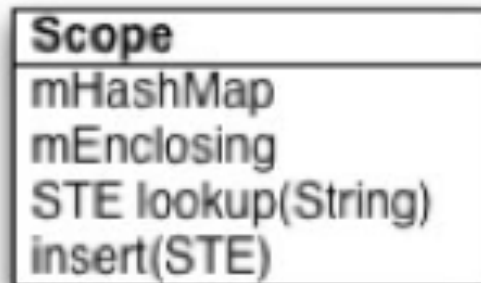 Scope
mHashMap
mEnclosing
STE lookup(String)
insert(STE)